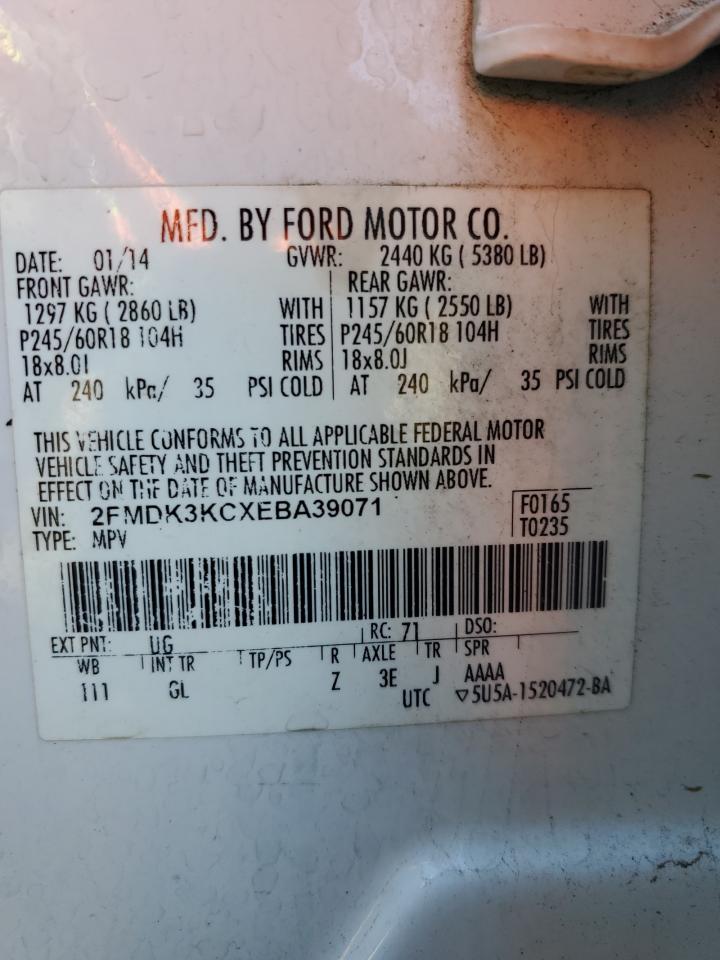 MFD. BY FORD MOTOR CO.
DATE: 01/14 GVWR: 2440 KG ( 5380 LB)
FRONT GAWR: REAR GAWR:
1297 KG ( 2860 LB) WITH 1157 KG ( 2550 LB) WITH
P245/60R18 104H TIRES P245/60R18 104H TIRES
18x8.0J RIMS 18x8.0J RIMS
AT 240 kPa/ 35 PSI COLD AT 240 kPa/ 35 PSI COLD
THIS VEHICLE CONFORMS TO ALL APPLICABLE FEDERAL MOTOR
VEHICLE SAFETY AND THEFT PREVENTION STANDARDS IN
EFFECT ON THE DATE OF MANUFACTURE SHOWN ABOVE.
VIN: 2FMDK3KCXEBA39071 F0165
TYPE: MPV T0235
EXT PNT: UG RC: 71 DSO:
WB INT TR TP/PS R AXLE TR SPR
111 GL Z 3E J AAAA
UTC ▽5U5A-1520472-BA